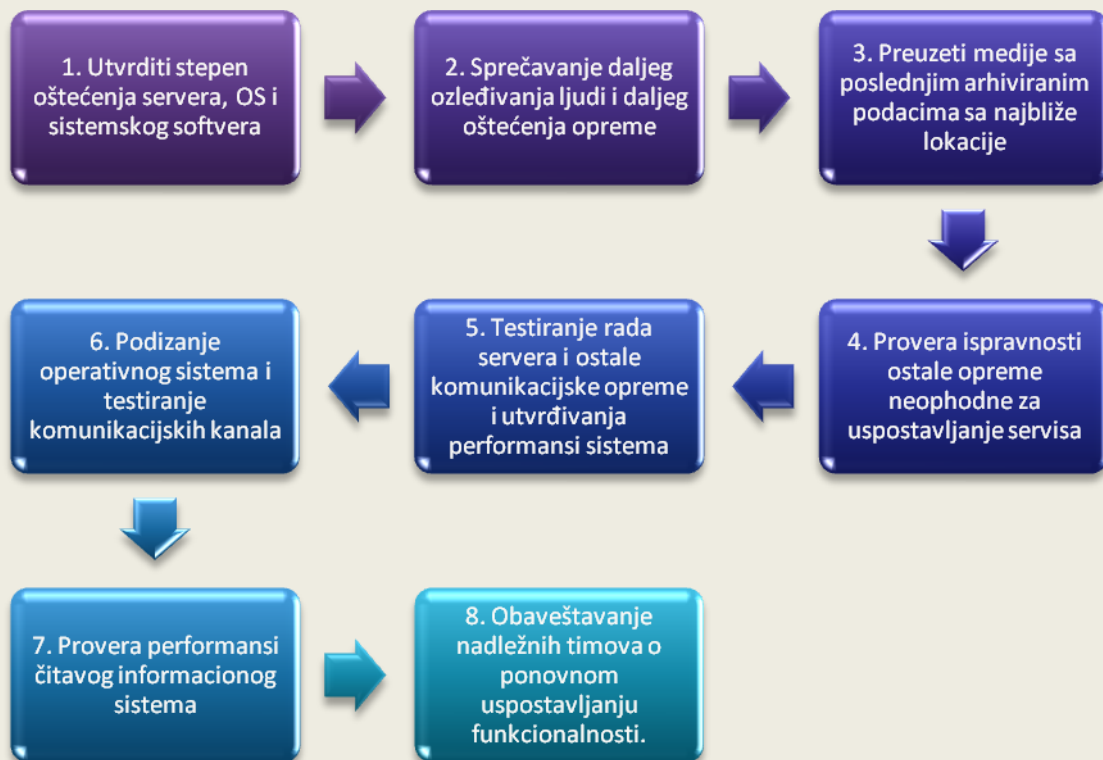 1. Utvrditi stepen
oštećenja servera, OS i
sistemskog softvera
2. Sprečavanje daljeg
ozleđivanja ljudi i daljeg
oštećenja opreme
3. Preuzeti medije sa
poslednjim arhiviranim
podacima sa najbliže
lokacije
4. Provera ispravnosti
ostale opreme
neophodne za
uspostavljanje servisa
5. Testiranje rada
servera i ostale
komunikacijske opreme
i utvrđivanja
performansi sistema
6. Podizanje
operativnog sistema i
testiranje
komunikacijskih kanala
7. Provera performansi
čitavog informacionog
sistema
8. Obaveštavanje
nadležnih timova o
ponovnom
uspostavljanju
funkcionalnosti.